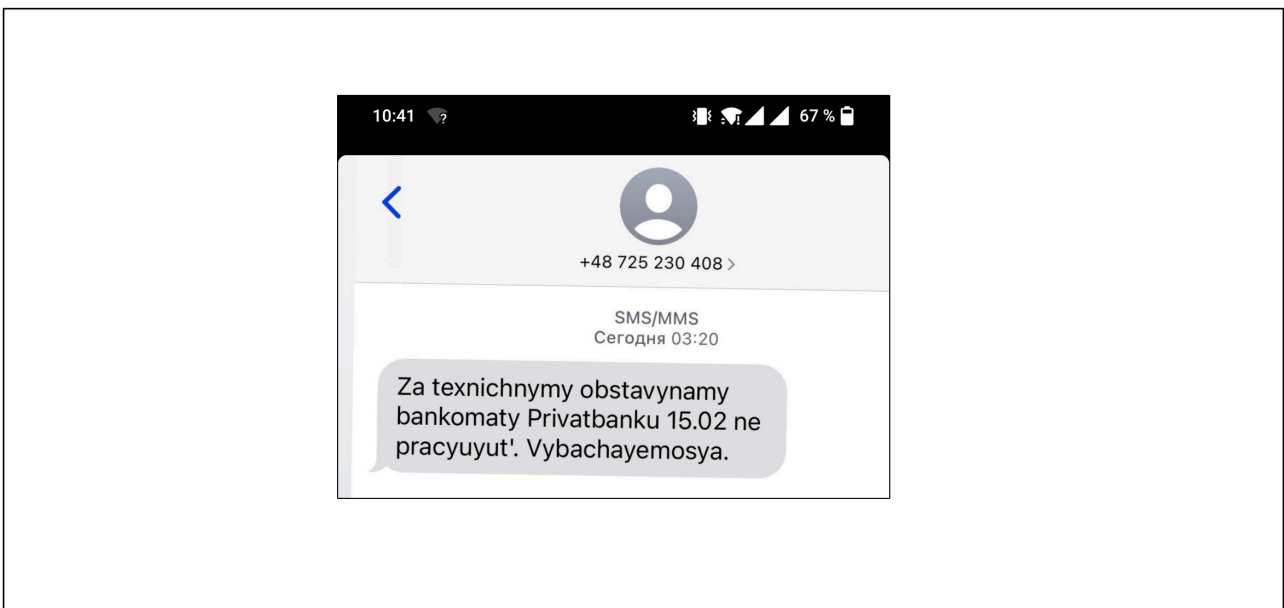 10:41
67 %
+48 725 230 408 >
SMS/MMS
Сегодня 03:20
Za texnichnymy obstavynamy
bankomaty Privatbanku 15.02 ne
pracyuyut'. Vybachayemosya.